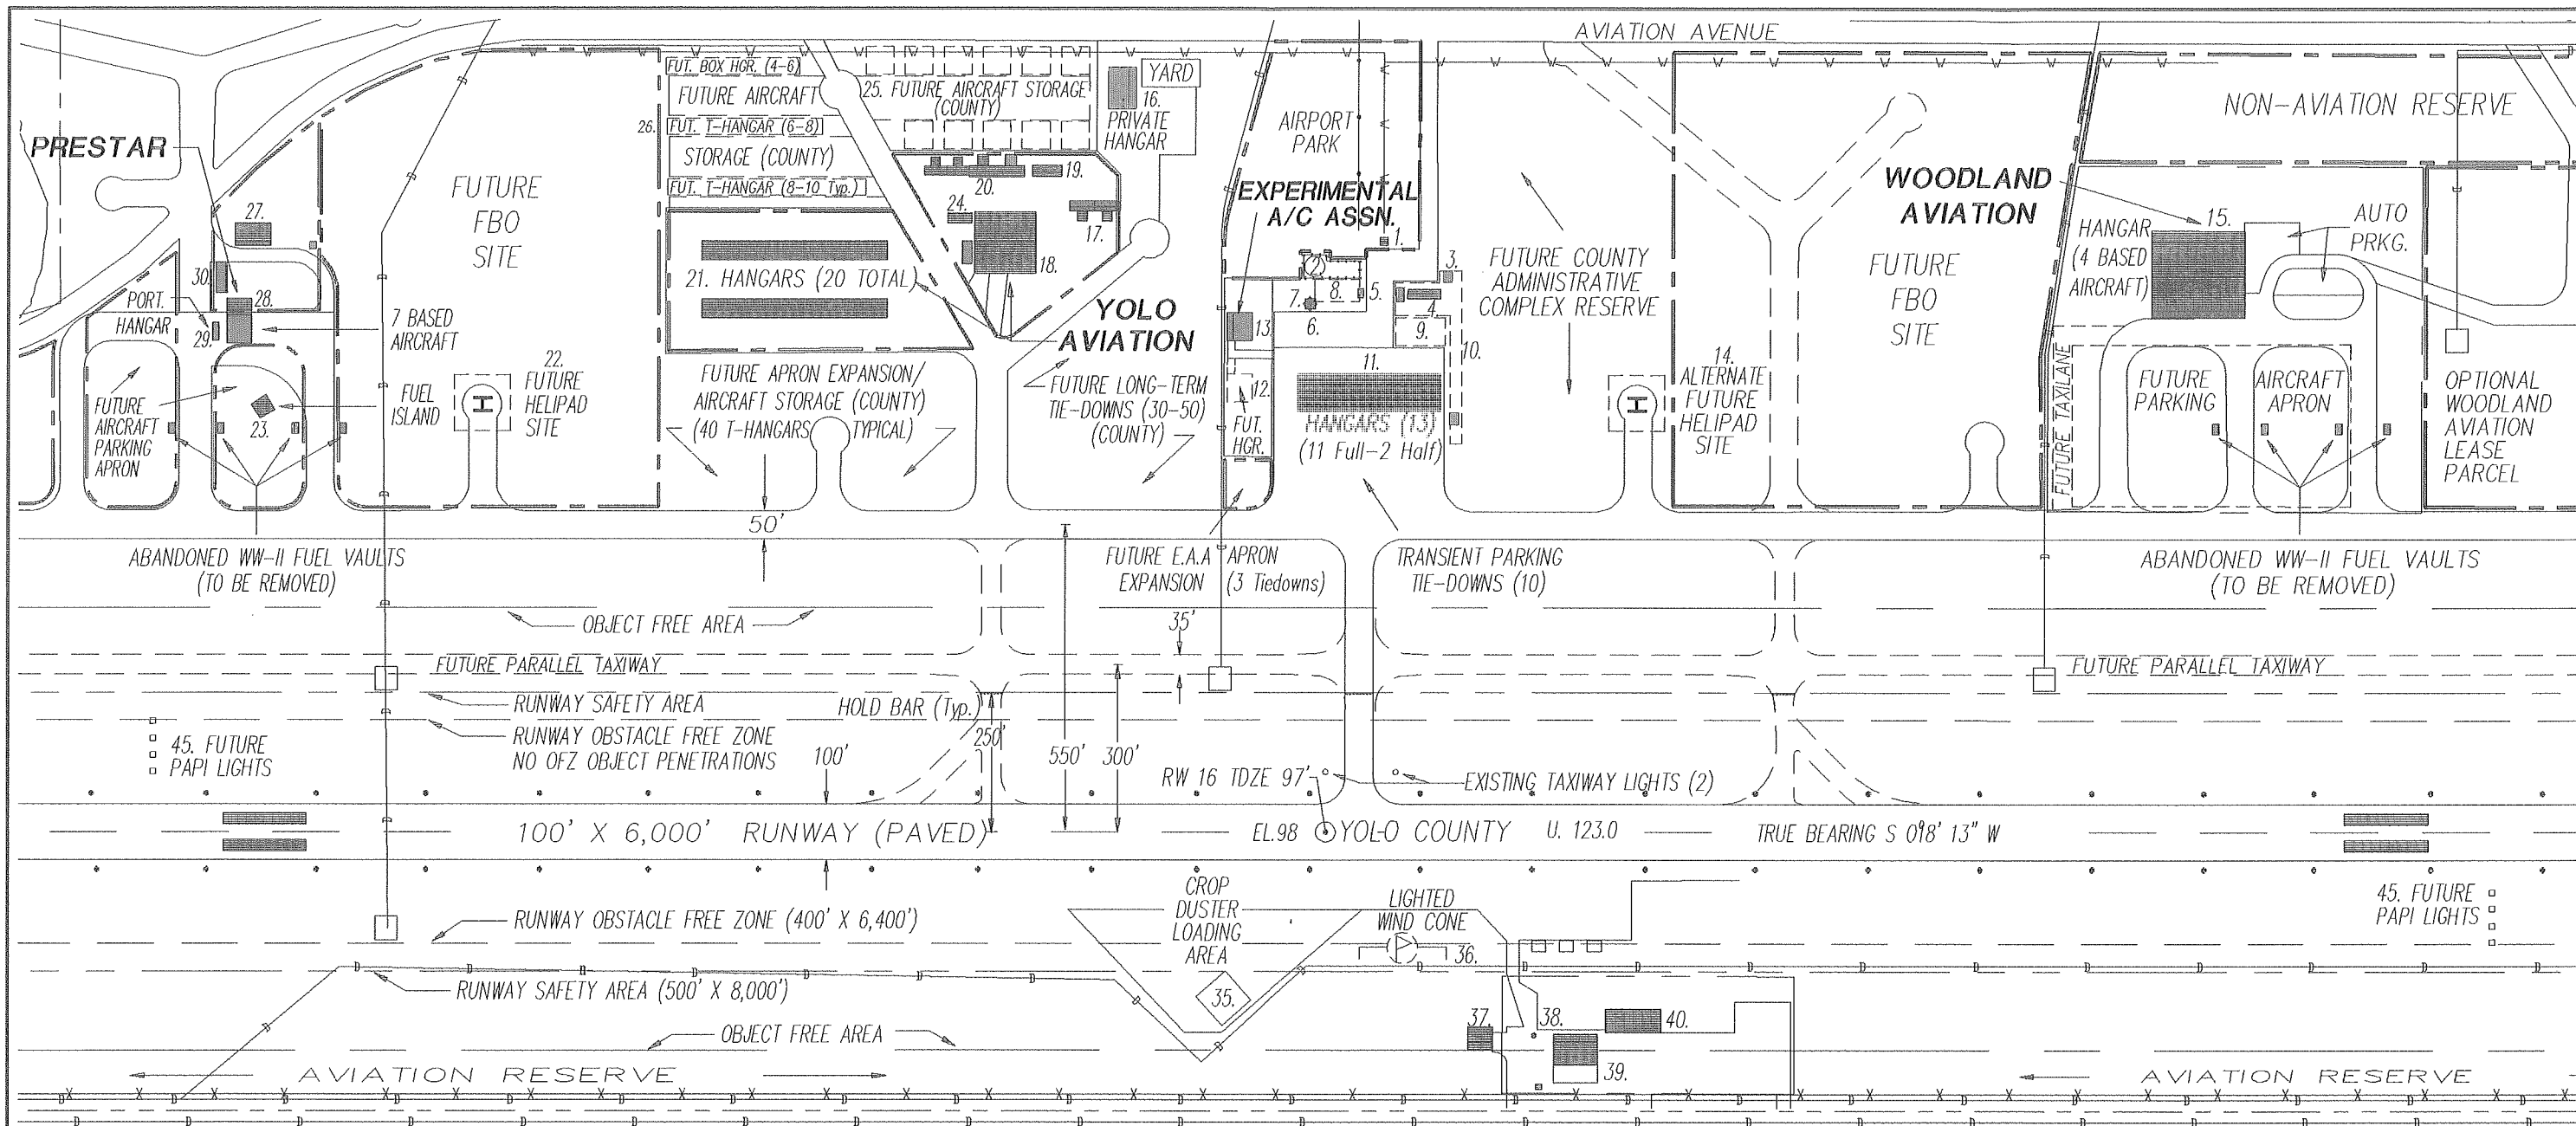 AVIATION AVENUE
FUT. BOX HGR. (4-6)
FUTURE AIRCRAFT
26.
FUT. T-HANGAR (6-8)
STORAGE (COUNTY)
FUT. T-HANGAR (8-10 Typ.)
25. FUTURE AIRCRAFT STORAGE
(COUNTY)
YARD
16.
PRIVATE
HANGAR
AIRPORT
PARK
NON-AVIATION RESERVE
PRESTAR
FUTURE
FBO
SITE
27.
30.
28.
PORT.
HANGAR
29.
7 BASED
AIRCRAFT
20.
19.
24.
17.
18.
21. HANGARS (20 TOTAL)
YOLO
AVIATION
EXPERIMENTAL
A/C ASSN.
1.
2
3.
8.
5.
7.
4.
6.
9.
13.
10.
11.
12.
FUT.
HGR.
HANGARS (13)
(11 Full-2 Half)
FUTURE COUNTY
ADMINISTRATIVE
COMPLEX RESERVE
WOODLAND
AVIATION
FUTURE
FBO
SITE
HANGAR
(4 BASED
AIRCRAFT)
15.
AUTO
PRKG.
FUTURE
AIRCRAFT
PARKING
APRON
23.
FUEL
ISLAND
H
22.
FUTURE
HELIPAD
SITE
FUTURE APRON EXPANSION/
AIRCRAFT STORAGE (COUNTY)
(40 T-HANGARS TYPICAL)
FUTURE LONG-TERM
TIE-DOWNS (30-50)
(COUNTY)
H
14.
ALTERNATE
FUTURE
HELIPAD
SITE
FUTURE TAXILANE
FUTURE
PARKING
AIRCRAFT
APRON
OPTIONAL
WOODLAND
AVIATION
LEASE
PARCEL
50'
ABANDONED WW-II FUEL VAULTS
(TO BE REMOVED)
FUTURE E.A.A APRON
EXPANSION (3 Tiedowns)
TRANSIENT PARKING
TIE-DOWNS (10)
ABANDONED WW-II FUEL VAULTS
(TO BE REMOVED)
OBJECT FREE AREA
35'
FUTURE PARALLEL TAXIWAY
FUTURE PARALLEL TAXIWAY
RUNWAY SAFETY AREA
HOLD BAR (Typ.)
RUNWAY OBSTACLE FREE ZONE
NO OFZ OBJECT PENETRATIONS
45. FUTURE
PAPI LIGHTS
100'
250'
550'
300'
RW 16 TDZE 97'
EXISTING TAXIWAY LIGHTS (2)
100' X 6,000' RUNWAY (PAVED)
EL.98
YOLO COUNTY
U. 123.0
TRUE BEARING S 0°18' 13" W
RUNWAY OBSTACLE FREE ZONE (400' X 6,400')
CROP
DUSTER
LOADING
AREA
35.
LIGHTED
WIND CONE
36.
45. FUTURE
PAPI LIGHTS
RUNWAY SAFETY AREA (500' X 8,000')
OBJECT FREE AREA
37.
38.
40.
39.
AVIATION RESERVE
AVIATION RESERVE